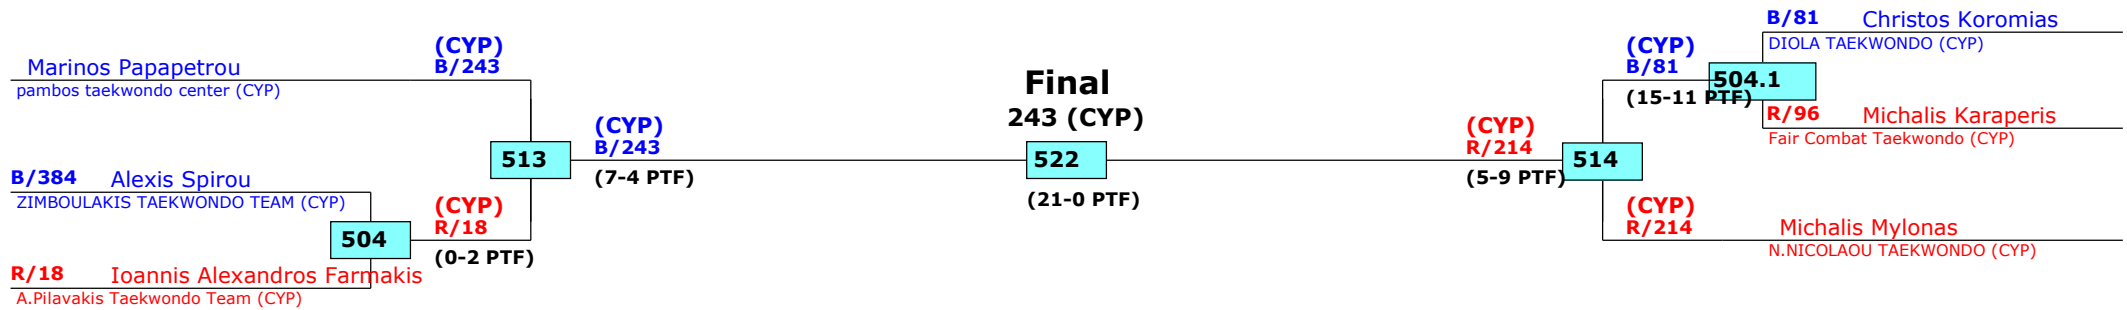 Marinos Papapetrou
pambos taekwondo center (CYP)
(CYP)
B/243
B/384 Alexis Spirou
ZIMBOULAKIS TAEKWONDO TEAM (CYP)
504
R/18 Ioannis Alexandros Farmakis
A.Pilavakis Taekwondo Team (CYP)
(CYP)
R/18
(0-2 PTF)
513
(CYP)
B/243
(7-4 PTF)
Final
243 (CYP)
522
(21-0 PTF)
(CYP)
R/214
(5-9 PTF)
514
(CYP)
B/81
(15-11 PTF)
504.1
B/81 Christos Koromias
DIOLA TAEKWONDO (CYP)
R/96 Michalis Karaperis
Fair Combat Taekwondo (CYP)
(CYP)
R/214
Michalis Mylonas
N.NICOLAOU TAEKWONDO (CYP)